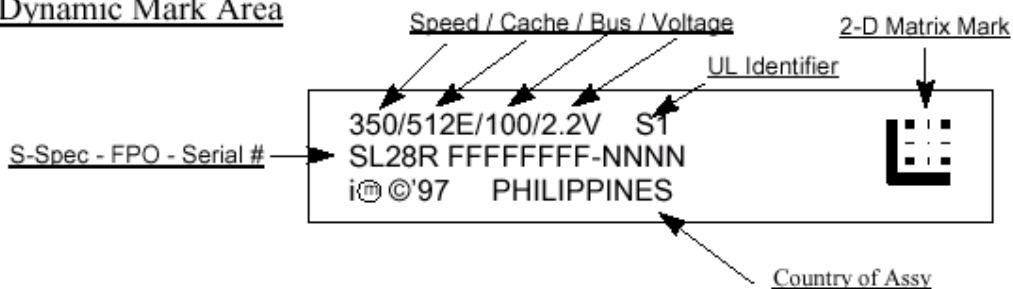 Dynamic Mark Area
Speed / Cache / Bus / Voltage
2-D Matrix Mark
UL Identifier
350/512E/100/2.2V S1
S-Spec - FPO - Serial #
SL28R FFFFFFFF-NNNN
i ⓜ ©'97 PHILIPPINES
Country of Assy